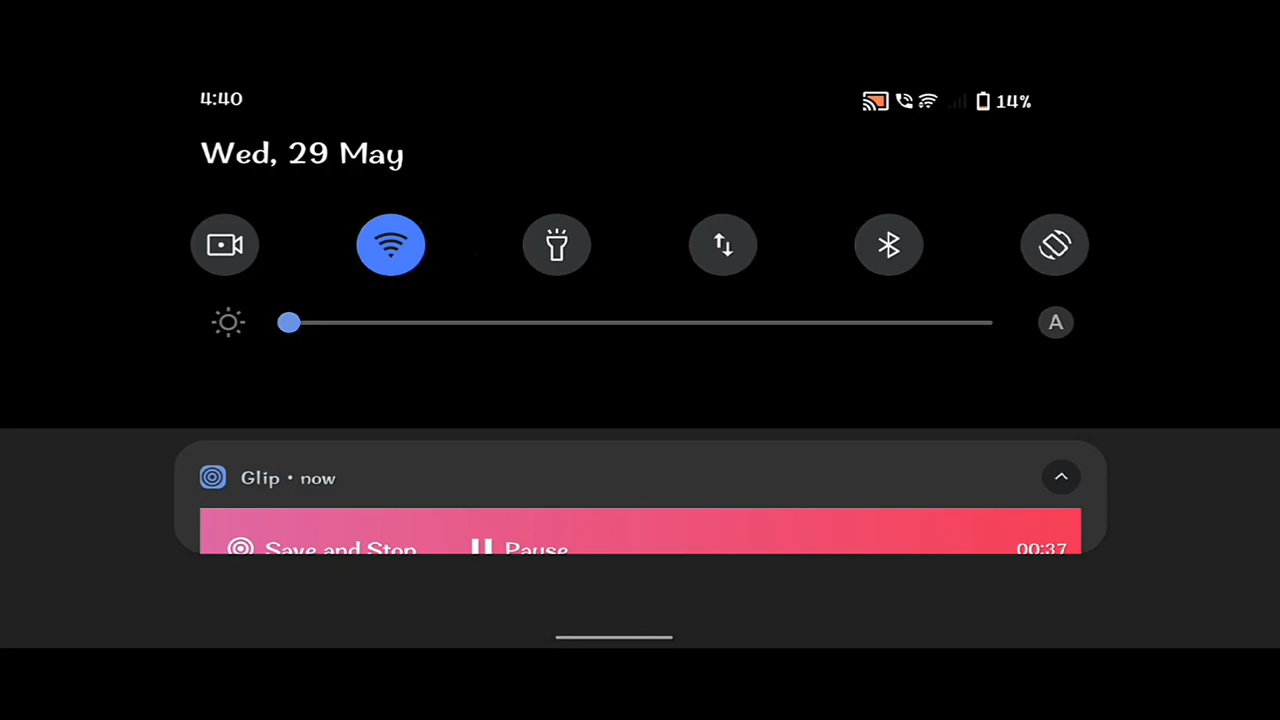 4:40 14%
Wed, 29 May
A
Glip • now
Save and Stop Pause 00:37